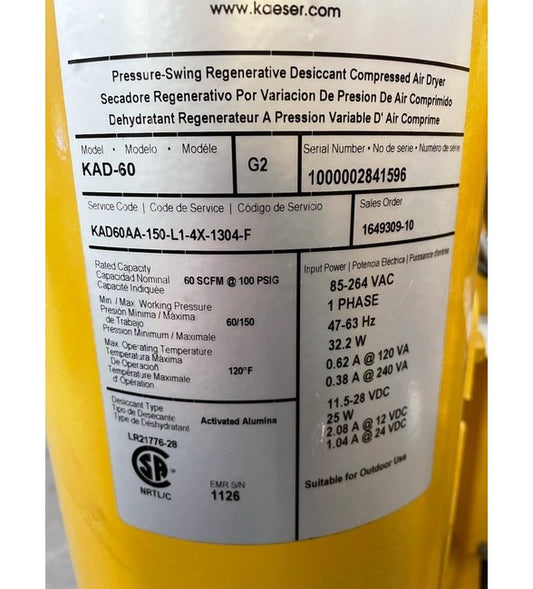 www.kaeser.com
Pressure-Swing Regenerative Desiccant Compressed Air Dryer
Secadore Regenerativo Por Variacion De Presion De Air Comprimido
Dehydratant Regenerateur A Pression Variable D' Air Comprime
Model • Modelo • Modéle
KAD-60
G2
Serial Number • No de serie • Numéro de série
1000002841596
Service Code | Code de Service | Código de Servicio
KAD60AA-150-L1-4X-1304-F
Sales Order
1649309-10
Rated Capacity
Capacidad Nominal
Capacité Indiquée
60 SCFM @ 100 PSIG
Min. / Max. Working Pressure
Presión Minima / Máxima
de Trabajo
Pression Minimum / Maximale
60/150
Max. Operating Temperature
Temperatura Máxima
De Operación
Température Maximale
d' Opération
120°F
Desiccant Type
Tipo de Desecante
Type de Déshydratant
Activated Alumina
LR21776-28
SA
NRTL/C
EMR S/N
1126
Input Power | Potencia Electrica | Puissance d'entrée
85-264 VAC
1 PHASE
47-63 Hz
32.2 W
0.62 A @ 120 VA
0.38 A @ 240 VA
11.5-28 VDC
25 W
2.08 A @ 12 VDC
1.04 A @ 24 VDC
Suitable for Outdoor Use